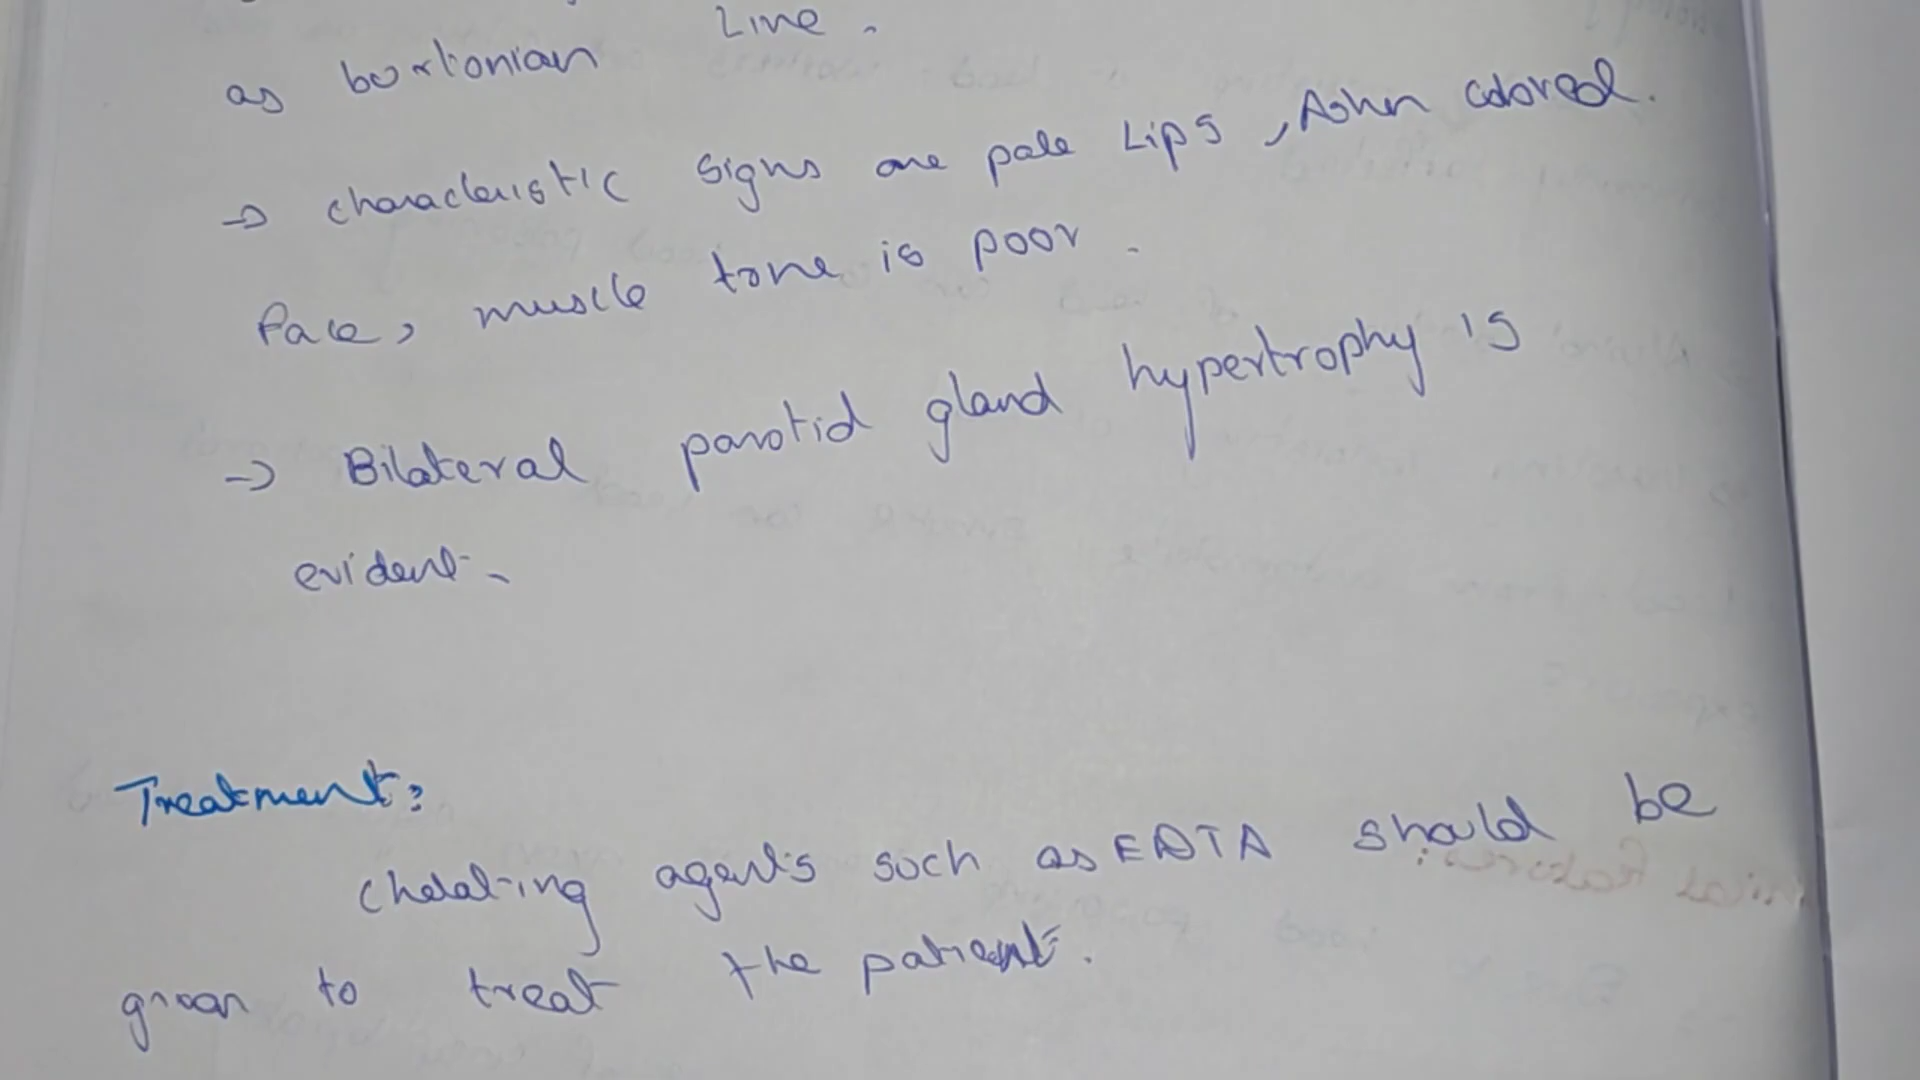 as burtonian Line.
→ characteristic signs are pale Lips, Ashen colored.
face, muscle tone is poor.
→ Bilateral parotid gland hypertrophy is
evident.
Treatment:
chelating agents such as EDTA should be
given to treat the patient.